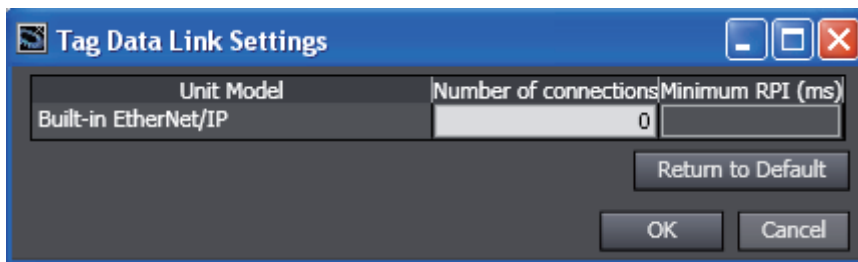 Tag Data Link Settings
Unit Model Number of connections Minimum RPI (ms)
Built-in EtherNet/IP 0
Return to Default
OK Cancel